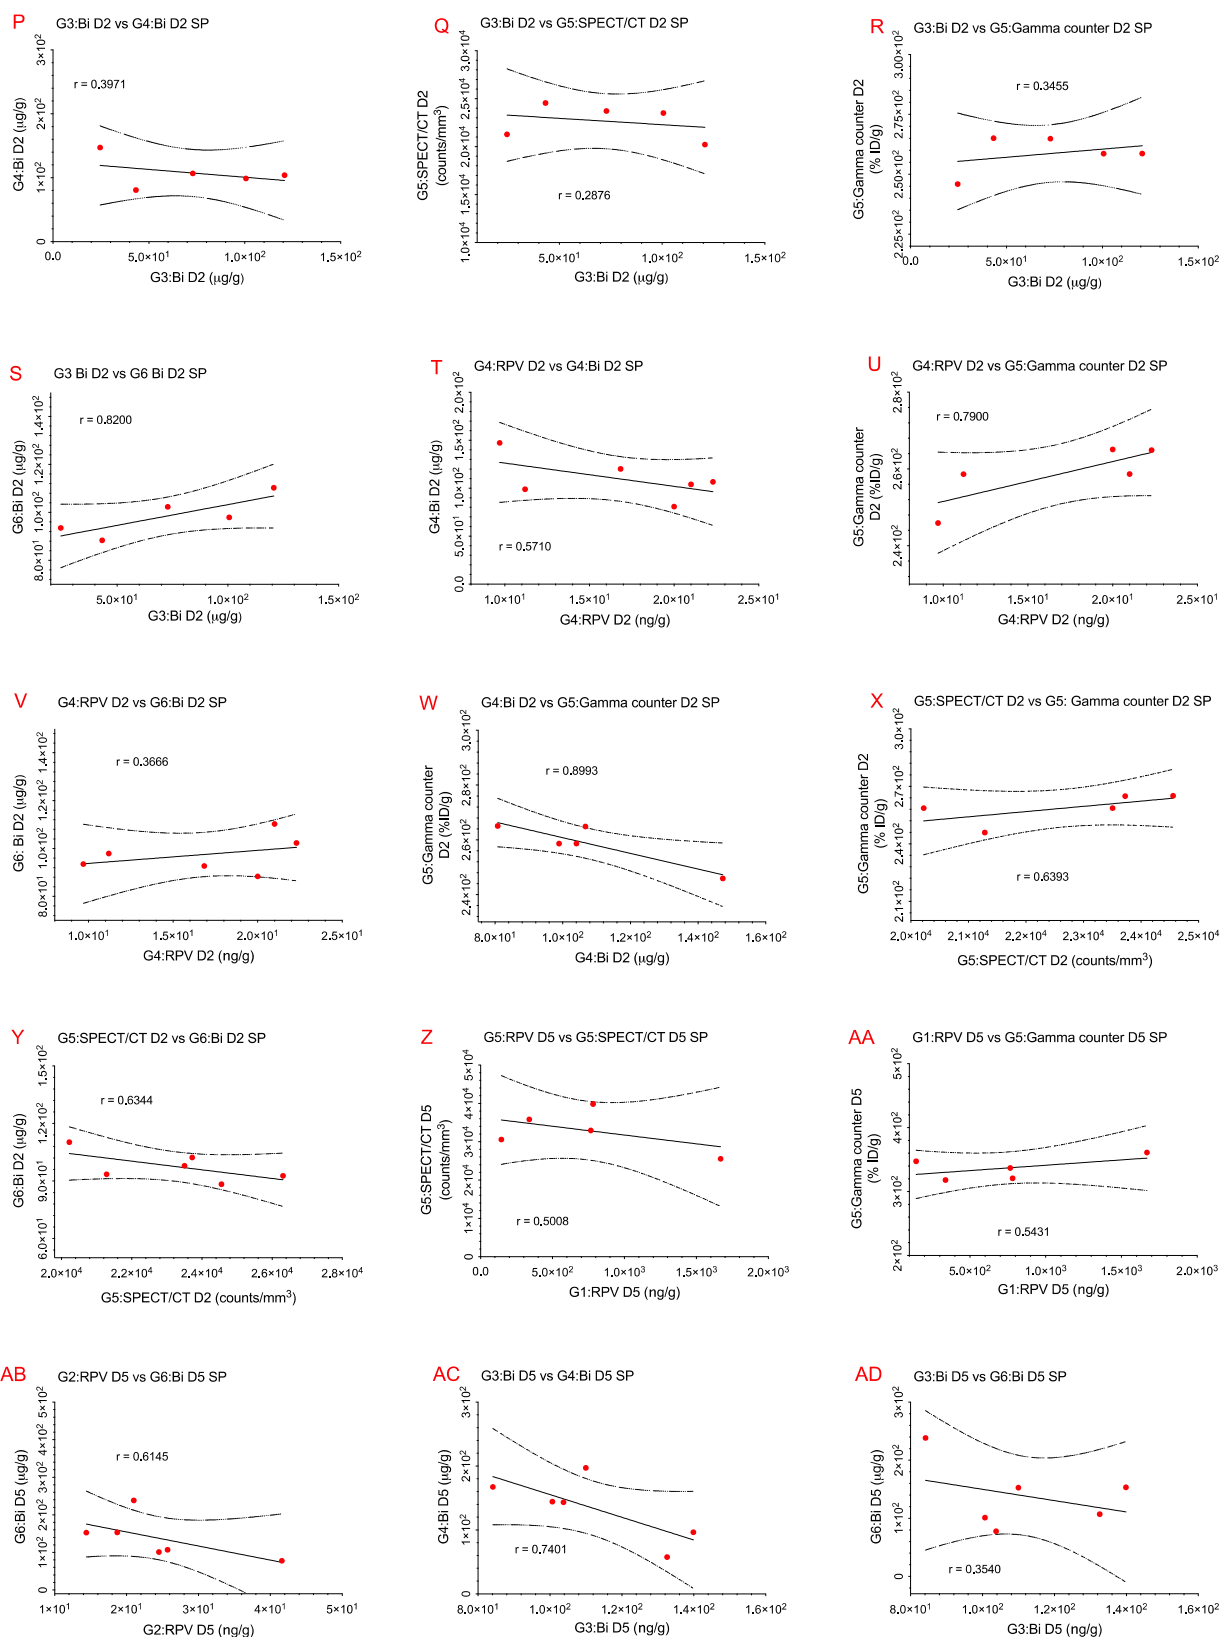 P
G3:Bi D2 vs G4:Bi D2 SP
r = 0.3971
G4:Bi D2 (μg/g)
3×10²
2×10²
1×10²
0
0.0 5.0×10¹ 1.0×10² 1.5×10²
G3:Bi D2 (μg/g)
Q
G3:Bi D2 vs G5:SPECT/CT D2 SP
r = 0.2876
G5:SPECT/CT D2
(counts/mm³)
3.0×10⁴
2.5×10⁴
2.0×10⁴
1.5×10⁴
1.0×10⁴
5.0×10¹ 1.0×10² 1.5×10²
G3:Bi D2 (μg/g)
R
G3:Bi D2 vs G5:Gamma counter D2 SP
r = 0.3455
G5:Gamma counter D2
(% ID/g)
3.00×10²
2.75×10²
2.50×10²
2.25×10²
0.0 5.0×10¹ 1.0×10² 1.5×10²
G3:Bi D2 (μg/g)
S
G3 Bi D2 vs G6 Bi D2 SP
r = 0.8200
G6:Bi D2 (μg/g)
1.4×10²
1.2×10²
1.0×10²
8.0×10¹
5.0×10¹ 1.0×10² 1.5×10²
G3:Bi D2 (μg/g)
T
G4:RPV D2 vs G4:Bi D2 SP
r = 0.5710
G4:Bi D2 (μg/g)
2.0×10²
1.5×10²
1.0×10²
5.0×10¹
0.0
1.0×10¹ 1.5×10¹ 2.0×10¹ 2.5×10¹
G4:RPV D2 (ng/g)
U
G4:RPV D2 vs G5:Gamma counter D2 SP
r = 0.7900
G5:Gamma counter
D2 (%ID/g)
2.8×10²
2.6×10²
2.4×10²
1.0×10¹ 1.5×10¹ 2.0×10¹ 2.5×10¹
G4:RPV D2 (ng/g)
V
G4:RPV D2 vs G6:Bi D2 SP
r = 0.3666
G6: Bi D2 (μg/g)
1.4×10²
1.2×10²
1.0×10²
8.0×10¹
1.0×10¹ 1.5×10¹ 2.0×10¹ 2.5×10¹
G4:RPV D2 (ng/g)
W
G4:Bi D2 vs G5:Gamma counter D2 SP
r = 0.8993
G5:Gamma counter
D2 (%ID/g)
3.0×10²
2.8×10²
2.6×10²
2.4×10²
8.0×10¹ 1.0×10² 1.2×10² 1.4×10² 1.6×10²
G4:Bi D2 (μg/g)
X
G5:SPECT/CT D2 vs G5: Gamma counter D2 SP
r = 0.6393
G5:Gamma counter D2
(% ID/g)
3.0×10²
2.7×10²
2.4×10²
2.1×10²
2.0×10⁴ 2.1×10⁴ 2.2×10⁴ 2.3×10⁴ 2.4×10⁴ 2.5×10⁴
G5:SPECT/CT D2 (counts/mm³)
Y
G5:SPECT/CT D2 vs G6:Bi D2 SP
r = 0.6344
G6:Bi D2 (μg/g)
1.5×10²
1.2×10²
9.0×10¹
6.0×10¹
2.0×10⁴ 2.2×10⁴ 2.4×10⁴ 2.6×10⁴ 2.8×10⁴
G5:SPECT/CT D2 (counts/mm³)
Z
G5:RPV D5 vs G5:SPECT/CT D5 SP
r = 0.5008
G5:SPECT/CT D5
(counts/mm³)
5×10⁴
4×10⁴
3×10⁴
2×10⁴
1×10⁴
0
0.0 5.0×10² 1.0×10³ 1.5×10³ 2.0×10³
G1:RPV D5 (ng/g)
AA
G1:RPV D5 vs G5:Gamma counter D5 SP
r = 0.5431
G5:Gamma counter D5
(% ID/g)
5×10²
4×10²
3×10²
2×10²
5.0×10² 1.0×10³ 1.5×10³ 2.0×10³
G1:RPV D5 (ng/g)
AB
G2:RPV D5 vs G6:Bi D5 SP
r = 0.6145
G6:Bi D5 (μg/g)
5×10²
4×10²
3×10²
2×10²
1×10²
0
1×10¹ 2×10¹ 3×10¹ 4×10¹ 5×10¹
G2:RPV D5 (ng/g)
AC
G3:Bi D5 vs G4:Bi D5 SP
r = 0.7401
G4:Bi D5 (μg/g)
3×10²
2×10²
1×10²
0
8.0×10¹ 1.0×10² 1.2×10² 1.4×10² 1.6×10²
G3:Bi D5 (μg/g)
AD
G3:Bi D5 vs G6:Bi D5 SP
r = 0.3540
G6:Bi D5 (μg/g)
3×10²
2×10²
1×10²
0
8.0×10¹ 1.0×10² 1.2×10² 1.4×10² 1.6×10²
G3:Bi D5 (μg/g)